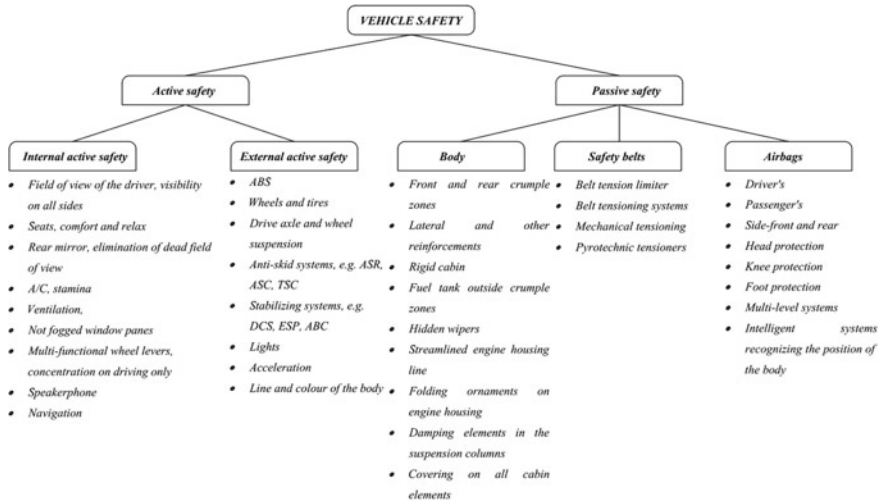 VEHICLE SAFETY
Active safety
Passive safety
Internal active safety
• Field of view of the driver, visibility
on all sides
• Seats, comfort and relax
• Rear mirror, elimination of dead field
of view
• A/C, stamina
• Ventilation,
• Not fogged window panes
• Multi-functional wheel levers,
concentration on driving only
• Speakerphone
• Navigation
External active safety
• ABS
• Wheels and tires
• Drive axle and wheel
suspension
• Anti-skid systems, e.g. ASR,
ASC, TSC
• Stabilizing systems, e.g.
DCS, ESP, ABC
• Lights
• Acceleration
• Line and colour of the body
Body
• Front and rear crumple
zones
• Lateral and other
reinforcements
• Rigid cabin
• Fuel tank outside crumple
zones
• Hidden wipers
• Streamlined engine housing
line
• Folding ornaments on
engine housing
• Damping elements in the
suspension columns
• Covering on all cabin
elements
Safety belts
• Belt tension limiter
• Belt tensioning systems
• Mechanical tensioning
• Pyrotechnic tensioners
Airbags
• Driver's
• Passenger's
• Side-front and rear
• Head protection
• Knee protection
• Foot protection
• Multi-level systems
• Intelligent systems
recognizing the position of
the body